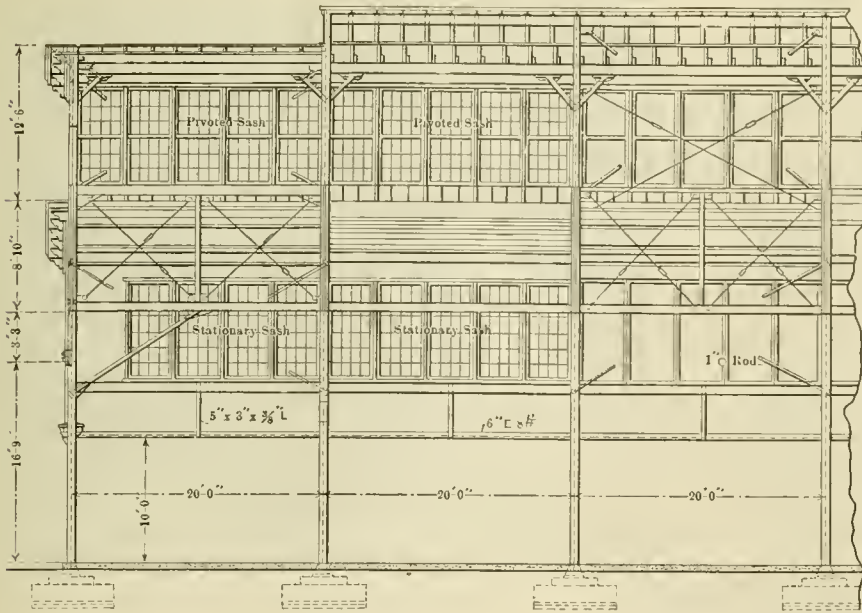 12'6"
Pivoted Sash
Pivoted Sash
8'10"
3'3"
Stationary Sash
Stationary Sash
1" Rod
5" x 3" x 3/8" L
6" [ 8#
16'9"
10'0"
20'0"
20'0"
20'0"